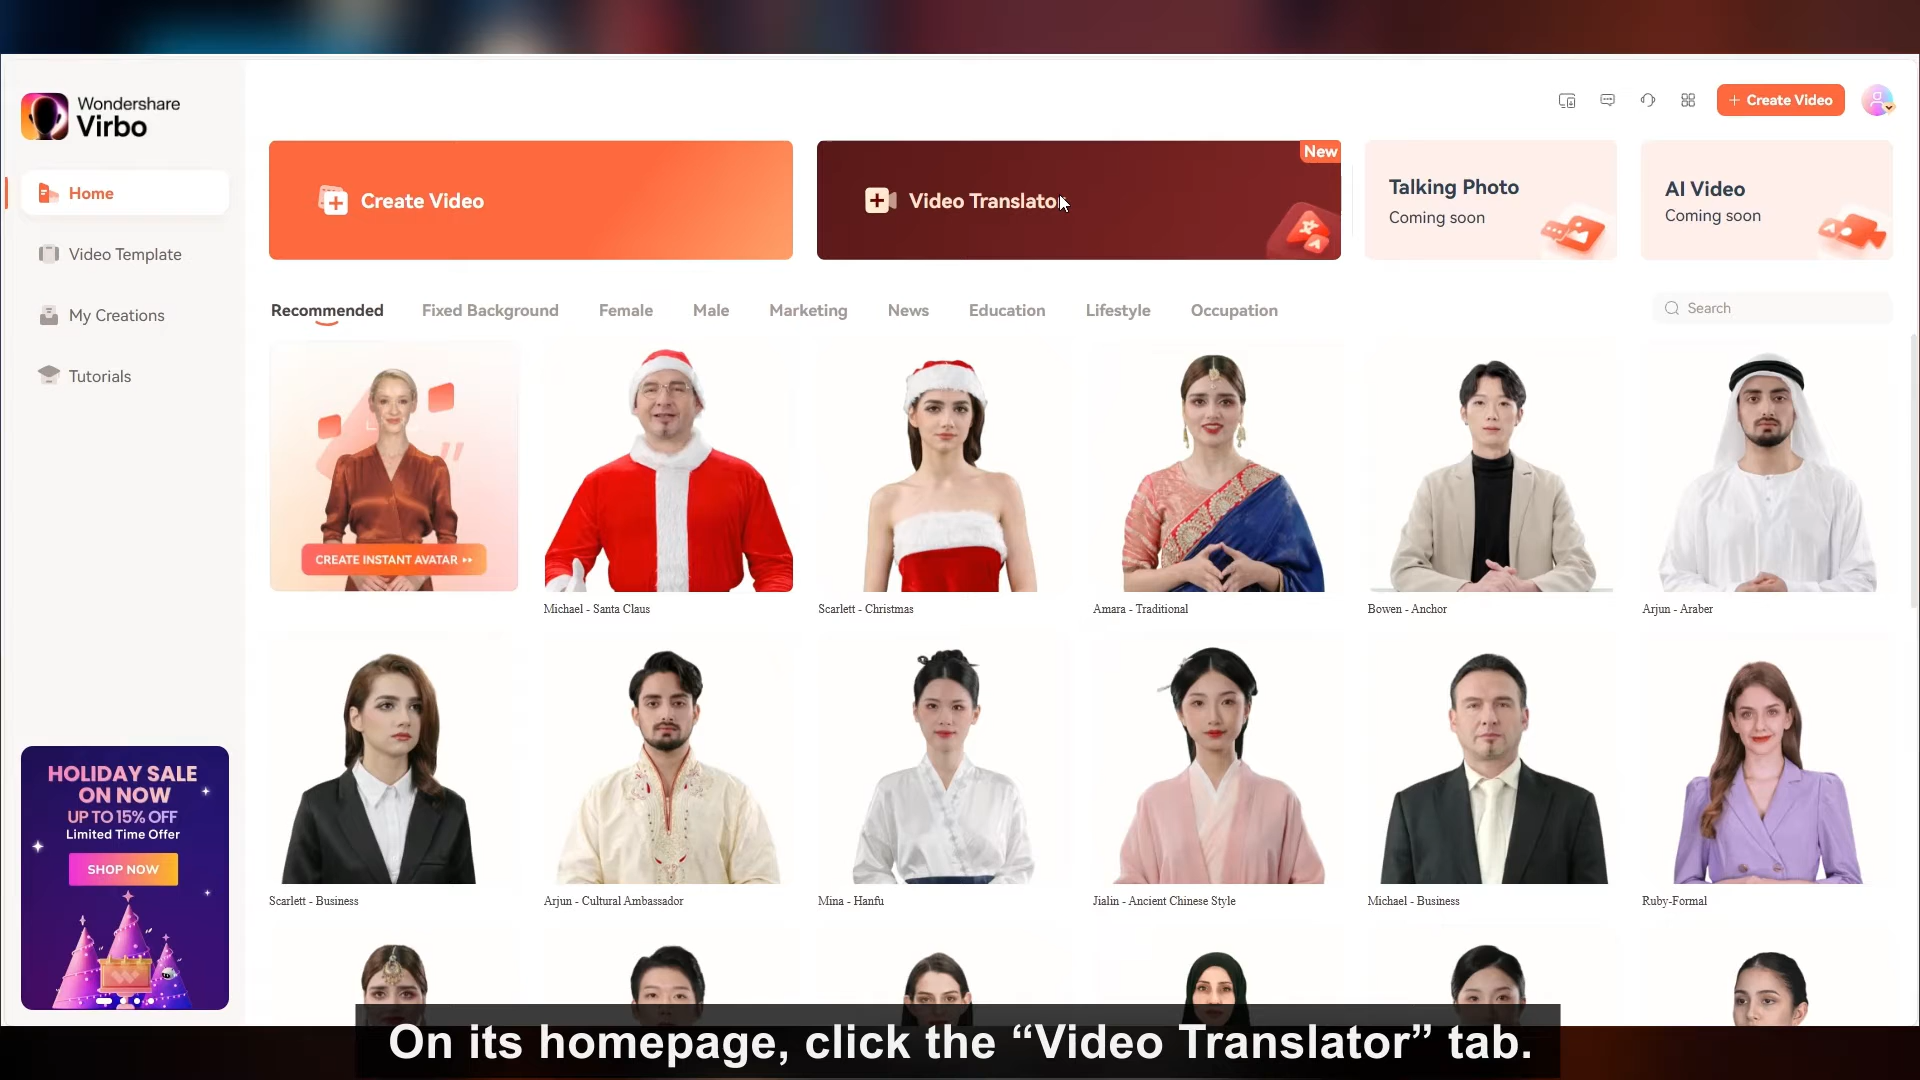 Wondershare
Virbo
Create Video
Home
Video Template
My Creations
Tutorials
Create Video
Video Translator
New
Talking Photo
Coming soon
AI Video
Coming soon
Recommended
Fixed Background
Female
Male
Marketing
News
Education
Lifestyle
Occupation
Search
CREATE INSTANT AVATAR
Michael - Santa Claus
Scarlett - Christmas
Amara - Traditional
Bowen - Anchor
Arjun - Araber
Scarlett - Business
Arjun - Cultural Ambassador
Mina - Hanfu
Jialin - Ancient Chinese Style
Michael - Business
Ruby-Formal
HOLIDAY SALE
ON NOW
UP TO 15% OFF
Limited Time Offer
SHOP NOW
On its homepage, click the “Video Translator” tab.